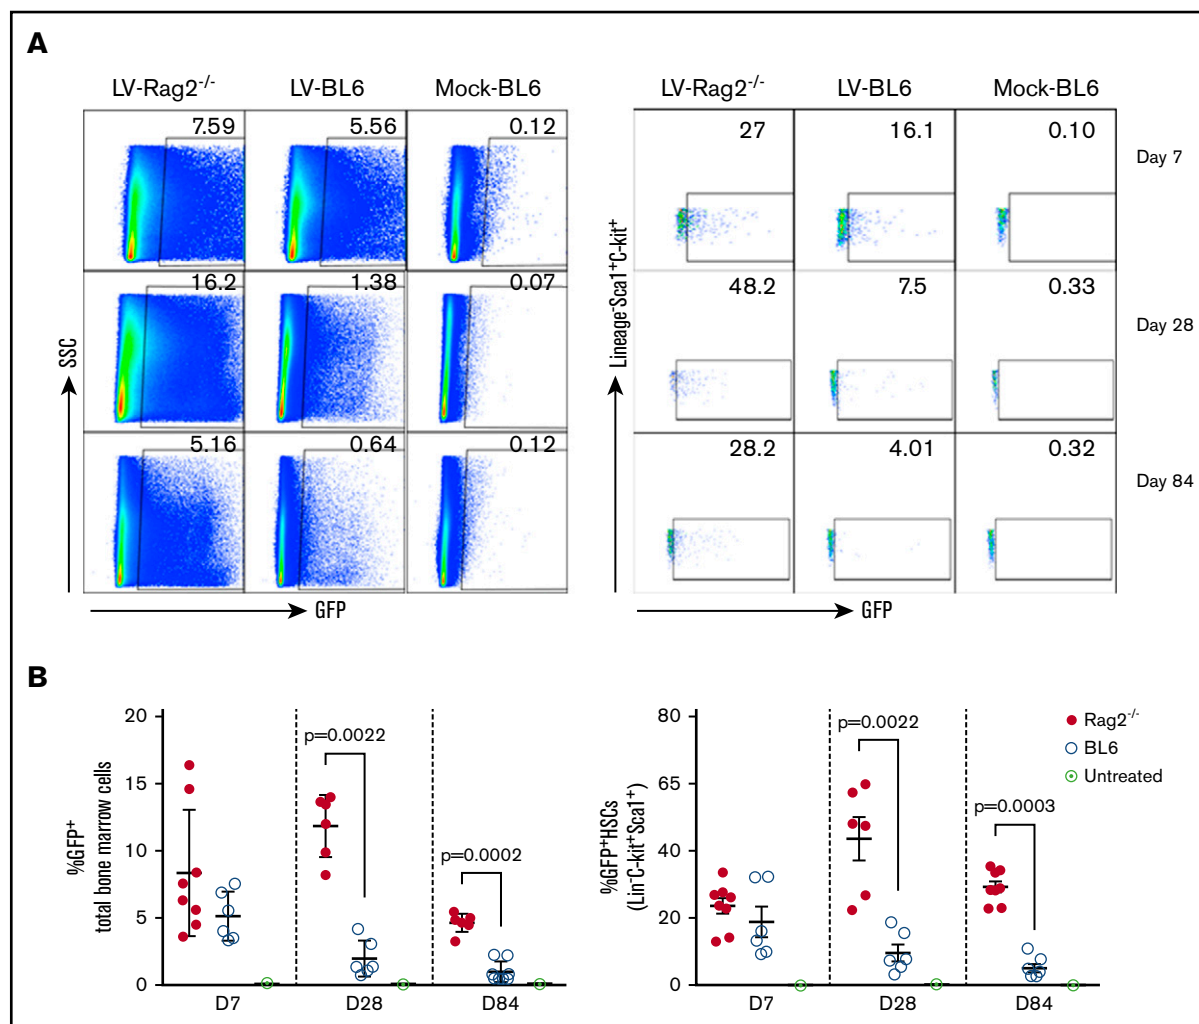 A
LV-Rag2-/- LV-BL6 Mock-BL6
7.59 5.56 0.12
16.2 1.38 0.07
5.16 0.64 0.12
SSC
GFP
LV-Rag2-/- LV-BL6 Mock-BL6
27 16.1 0.10 Day 7
48.2 7.5 0.33 Day 28
28.2 4.01 0.32 Day 84
Lineage-Sca1+C-kit+
GFP
B
%GFP+
total bone marrow cells
20
15
10
5
0
p=0.0022
p=0.0002
D7 D28 D84
%GFP+HSCs
(Lin-C-kit+Sca1+)
80
65
40
20
0
p=0.0022
p=0.0003
D7 D28 D84
Rag2-/-
BL6
Untreated